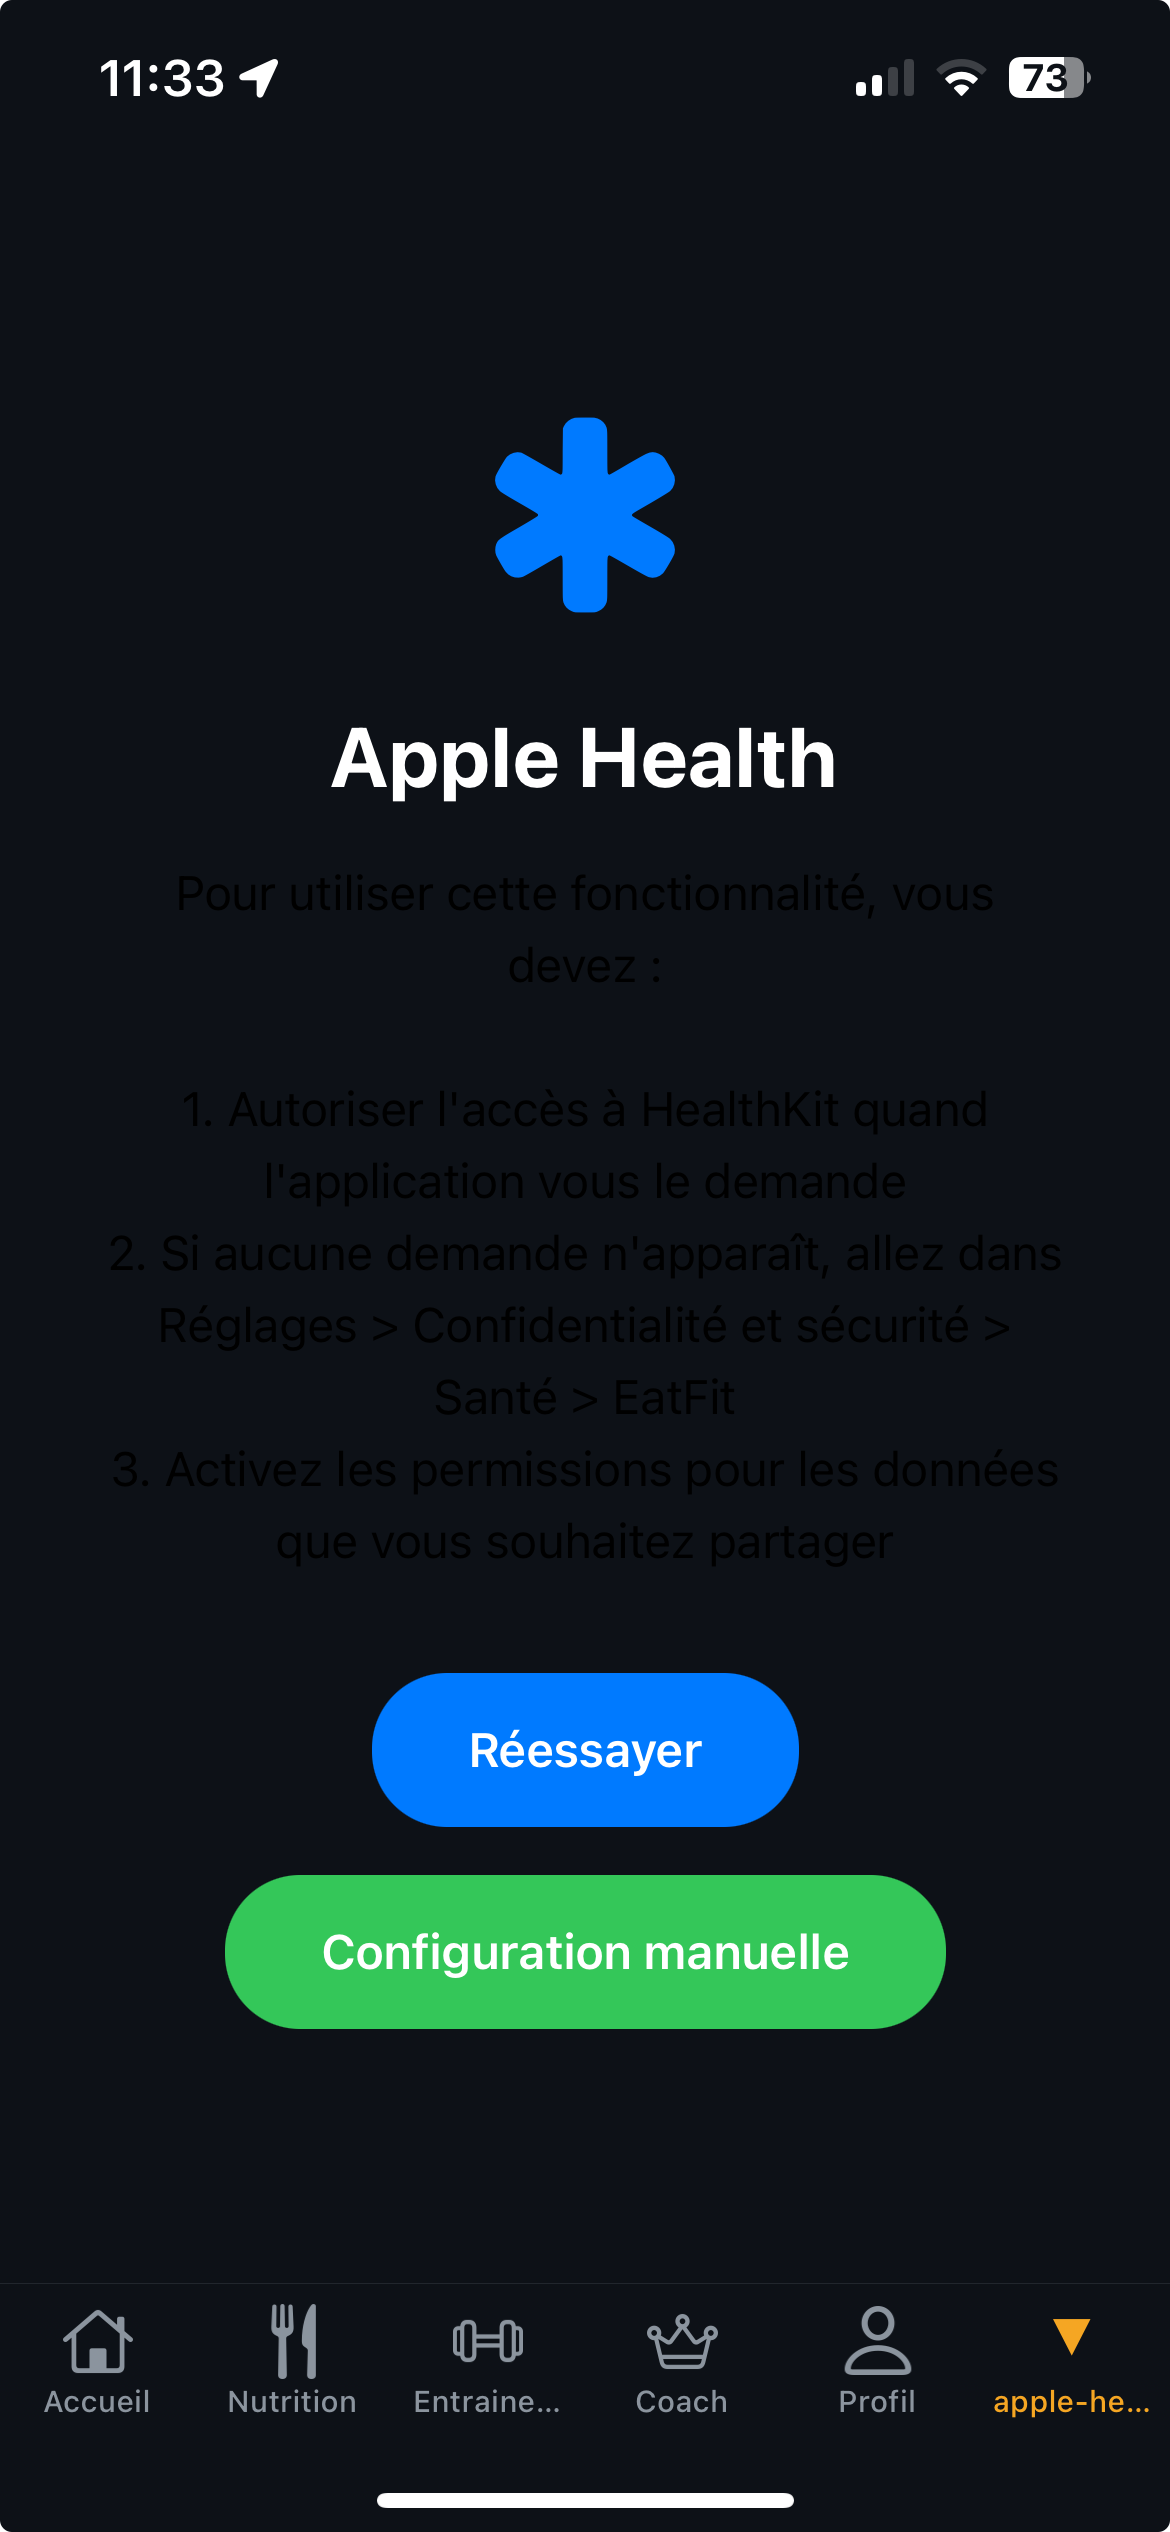 11:33
73
Apple Health
Pour utiliser cette fonctionnalité, vous
devez :
1. Autoriser l'accès à HealthKit quand
l'application vous le demande
2. Si aucune demande n'apparaît, allez dans
Réglages > Confidentialité et sécurité >
Santé > EatFit
3. Activez les permissions pour les données
que vous souhaitez partager
Réessayer
Configuration manuelle
Accueil
Nutrition
Entraine...
Coach
Profil
apple-he...